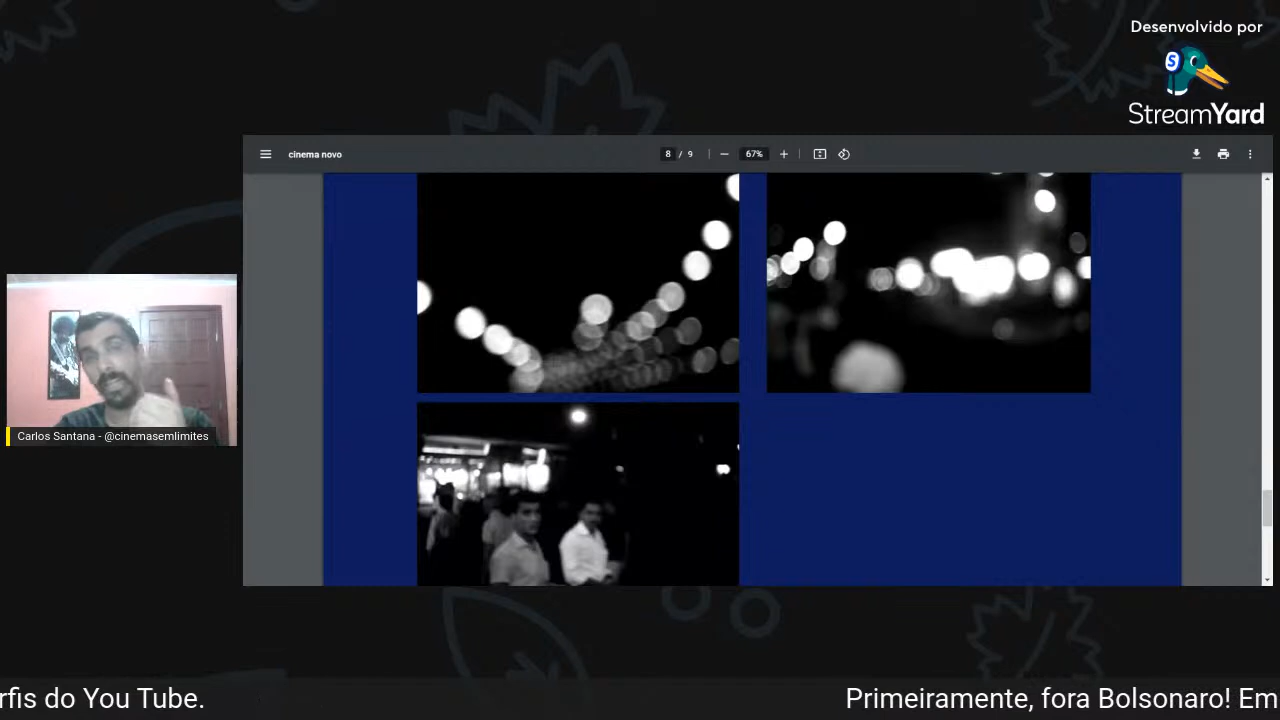 Desenvolvido por
S
StreamYard
cinema novo
8 / 9
67%
Carlos Santana - @cinemasemlimites
rfis do You Tube.
Primeiramente, fora Bolsonaro! Em